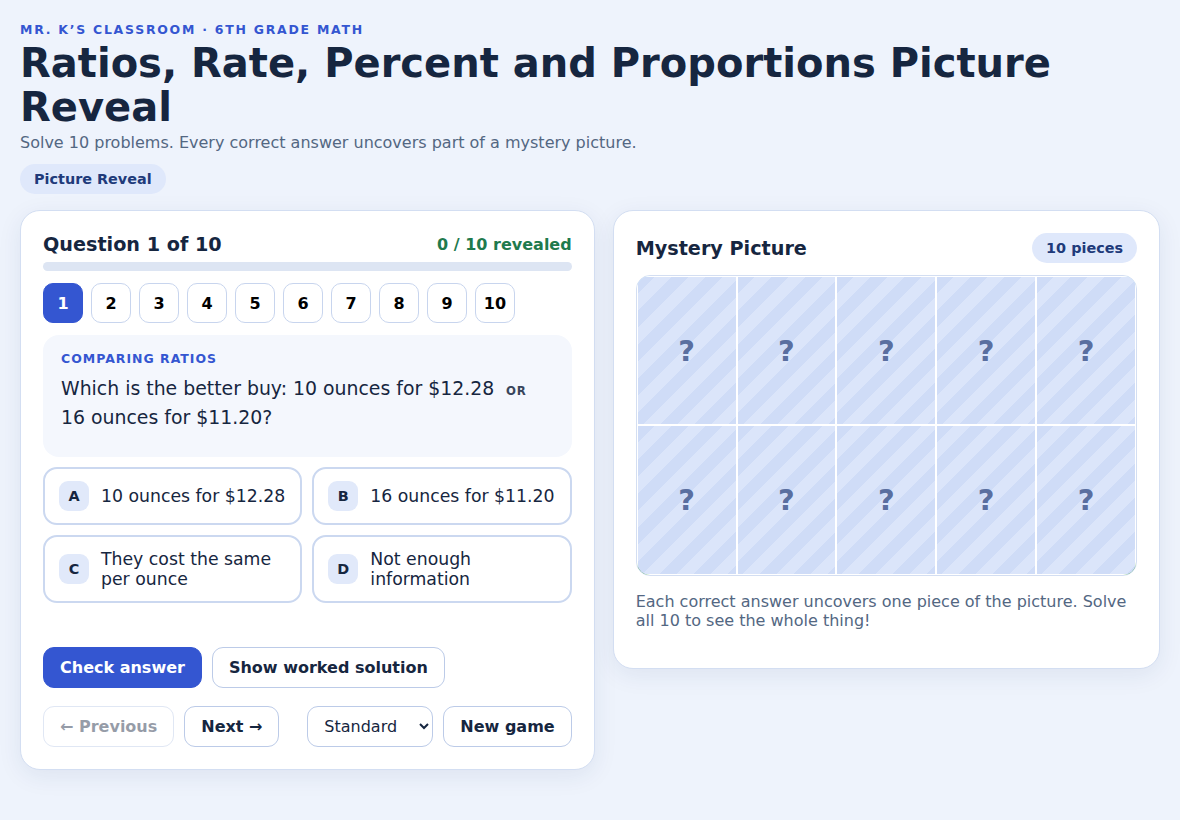 MR. K’S CLASSROOM · 6TH GRADE MATH
Ratios, Rate, Percent and Proportions Picture
Reveal
Solve 10 problems. Every correct answer uncovers part of a mystery picture.
Picture Reveal
Question 1 of 10
0 / 10 revealed
1 2 3 4 5 6 7 8 9 10
COMPARING RATIOS
Which is the better buy: 10 ounces for $12.28 OR
16 ounces for $11.20?
A 10 ounces for $12.28
B 16 ounces for $11.20
C They cost the same
per ounce
D Not enough
information
Check answer
Show worked solution
← Previous
Next →
Standard
New game
Mystery Picture
10 pieces
? ? ? ? ?
? ? ? ? ?
Each correct answer uncovers one piece of the picture. Solve
all 10 to see the whole thing!